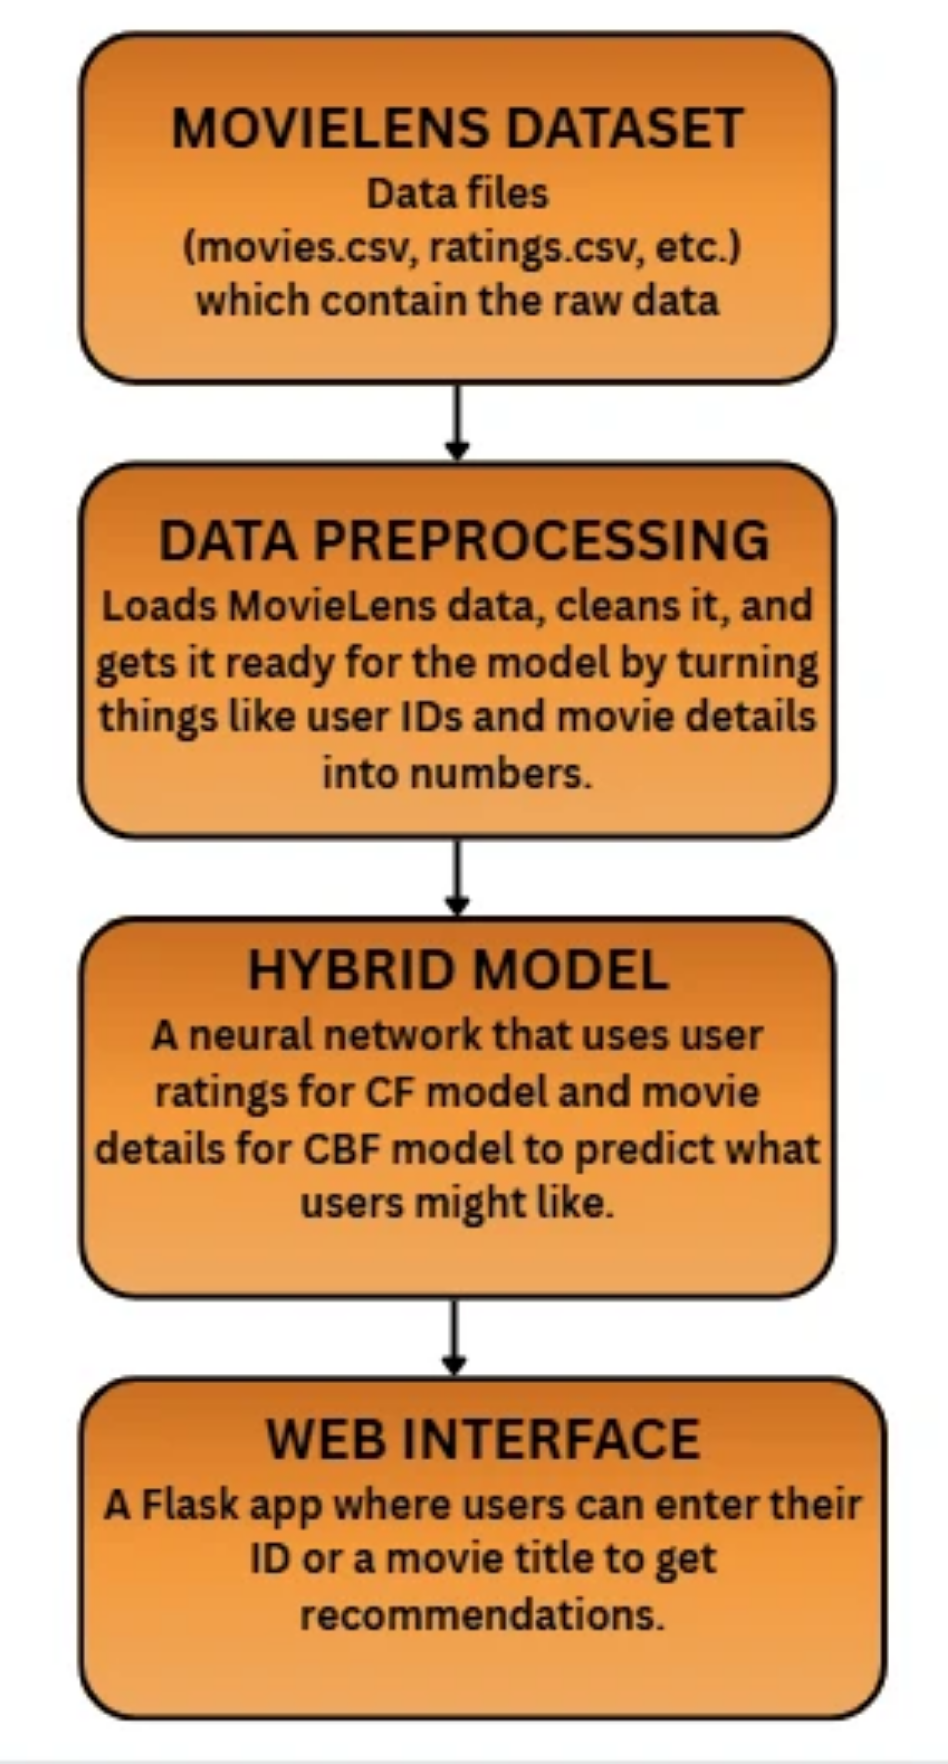 MOVIELENS DATASET
Data files
(movies.csv, ratings.csv, etc.)
which contain the raw data
DATA PREPROCESSING
Loads MovieLens data, cleans it, and
gets it ready for the model by turning
things like user IDs and movie details
into numbers.
HYBRID MODEL
A neural network that uses user
ratings for CF model and movie
details for CBF model to predict what
users might like.
WEB INTERFACE
A Flask app where users can enter their
ID or a movie title to get
recommendations.